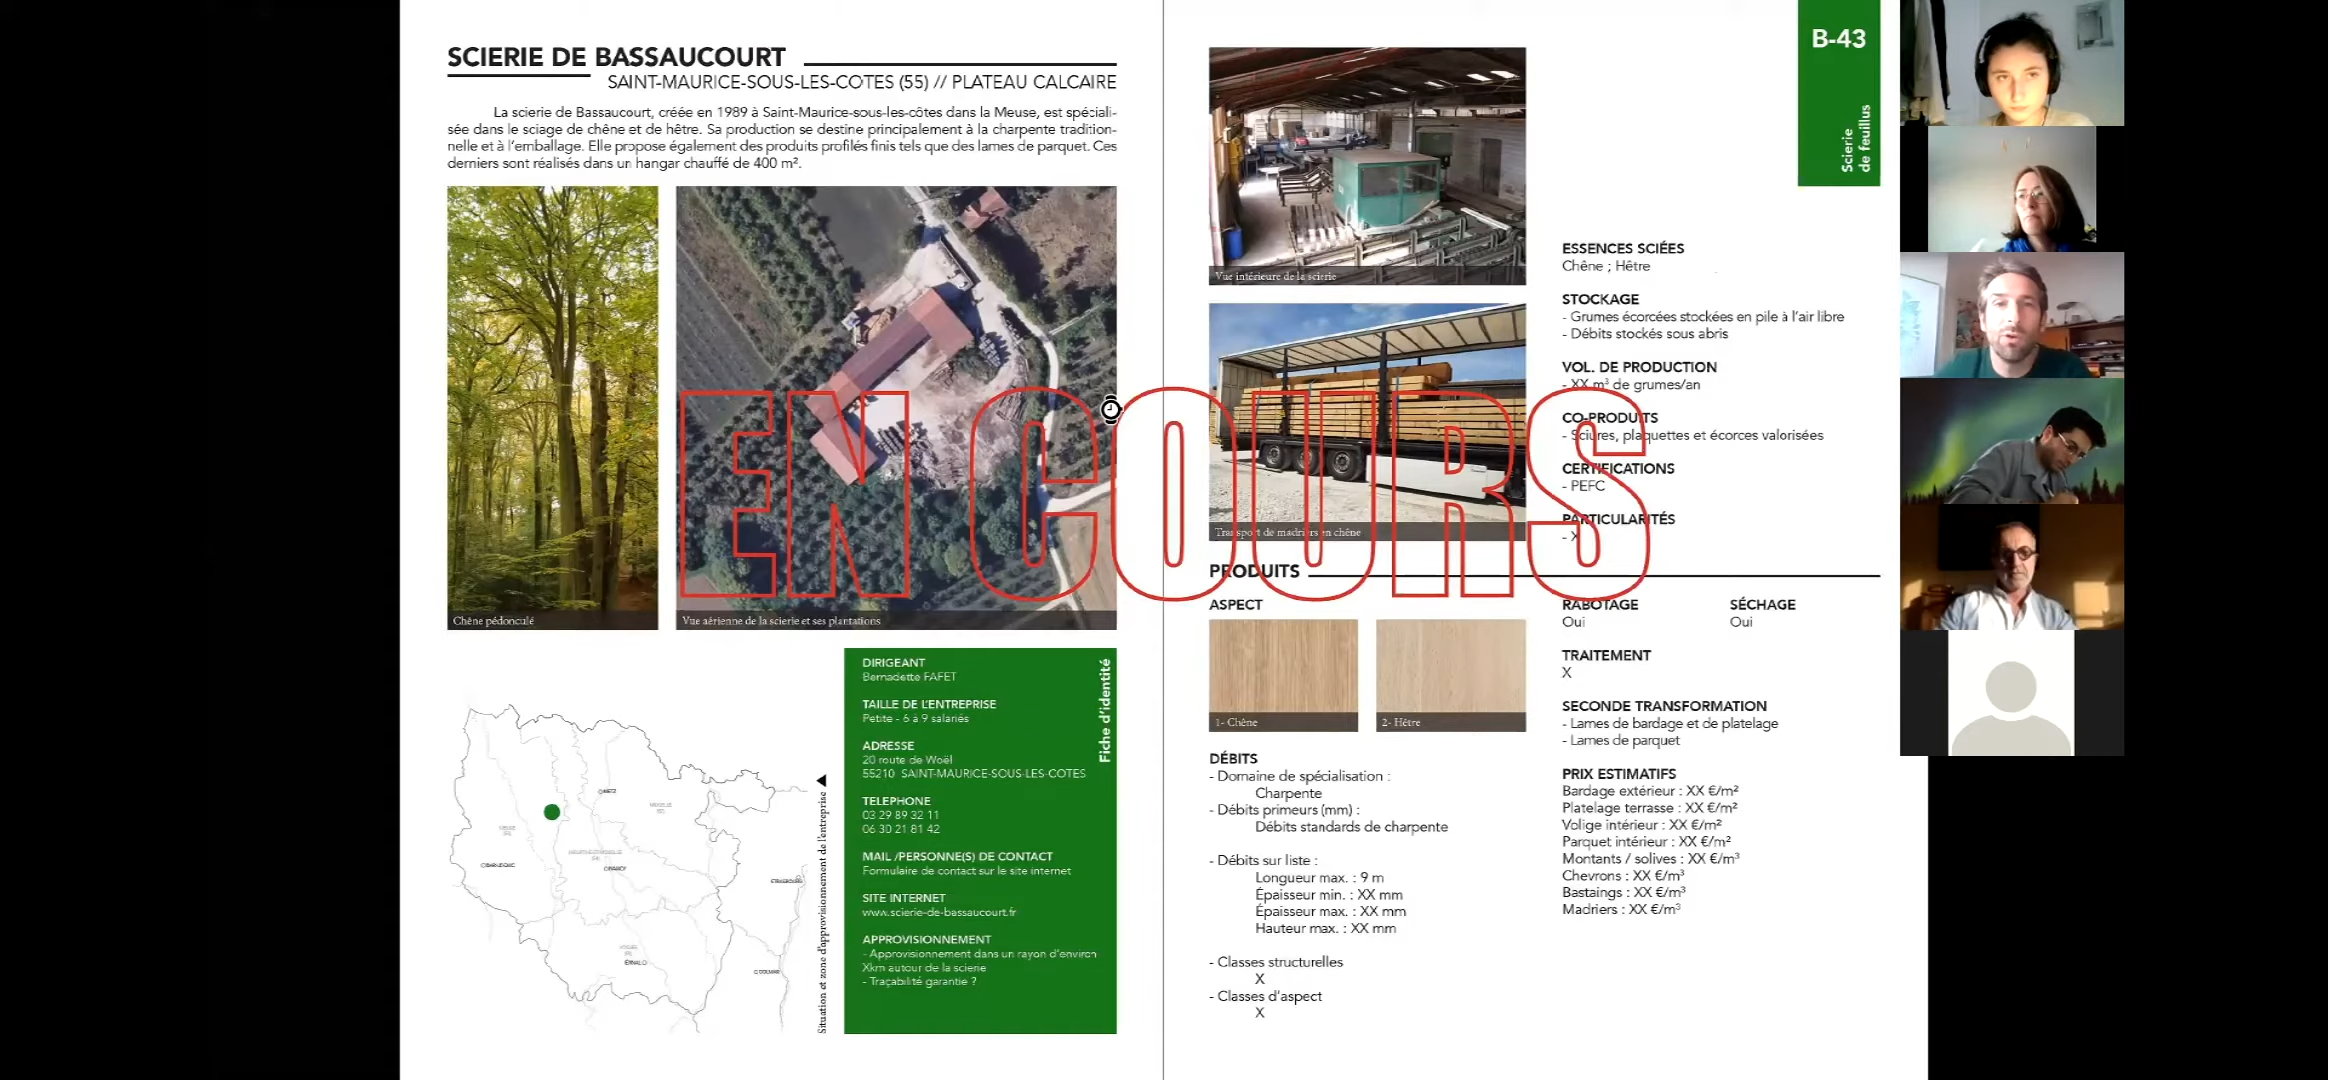 SCIERIE DE BASSAUCOURT
SAINT-MAURICE-SOUS-LES-COTES (55) // PLATEAU CALCAIRE
La scierie de Bassaucourt, créée en 1989 à Saint-Maurice-sous-les-côtes dans la Meuse, est spéciali-
sée dans le sciage de chêne et de hêtre. Sa production se destine principalement à la charpente tradition-
nelle et à l'emballage. Elle propose également des produits profilés finis tels que des lames de parquet. Ces
derniers sont réalisés dans un hangar chauffé de 400 m².
Chêne pédonculé
Vue aérienne de la scierie et ses plantations
EN COURS
METZ
NANCY
ÉPINAL
STRASBOURG
COLMAR
Situation et zone d'approvisionnement de l'entreprise
Fiche d'identité
DIRIGEANT
Bernadette FAFET
TAILLE DE L'ENTREPRISE
Petite - 6 à 9 salariés
ADRESSE
20 route de Woël
55210 SAINT-MAURICE-SOUS-LES-COTES
TELEPHONE
03 29 89 32 11
06 30 21 81 42
MAIL /PERSONNE(S) DE CONTACT
Formulaire de contact sur le site internet
SITE INTERNET
www.scierie-de-bassaucourt.fr
APPROVISIONNEMENT
- Approvisionnement dans un rayon d'environ
Xkm autour de la scierie
- Traçabilité garantie ?
B-43
Scierie
de feuillus
Vue intérieure de la scierie
Transport de madriers en chêne
ESSENCES SCIÉES
Chêne ; Hêtre
STOCKAGE
- Grumes écorcées stockées en pile à l'air libre
- Débits stockés sous abris
VOL. DE PRODUCTION
- XX m³ de grumes/an
CO-PRODUITS
- Sciures, plaquettes et écorces valorisées
CERTIFICATIONS
- PEFC
PARTICULARITÉS
- X
PRODUITS
ASPECT
1- Chêne
2- Hêtre
DÉBITS
- Domaine de spécialisation :
Charpente
- Débits primeurs (mm) :
Débits standards de charpente
- Débits sur liste :
Longueur max. : 9 m
Épaisseur min. : XX mm
Épaisseur max. : XX mm
Hauteur max. : XX mm
- Classes structurelles
X
- Classes d'aspect
X
RABOTAGE
Oui
SÉCHAGE
Oui
TRAITEMENT
X
SECONDE TRANSFORMATION
- Lames de bardage et de platelage
- Lames de parquet
PRIX ESTIMATIFS
Bardage extérieur : XX €/m²
Platelage terrasse : XX €/m²
Volige intérieur : XX €/m²
Parquet intérieur : XX €/m²
Montants / solives : XX €/m³
Chevrons : XX €/m³
Bastaings : XX €/m³
Madriers : XX €/m³